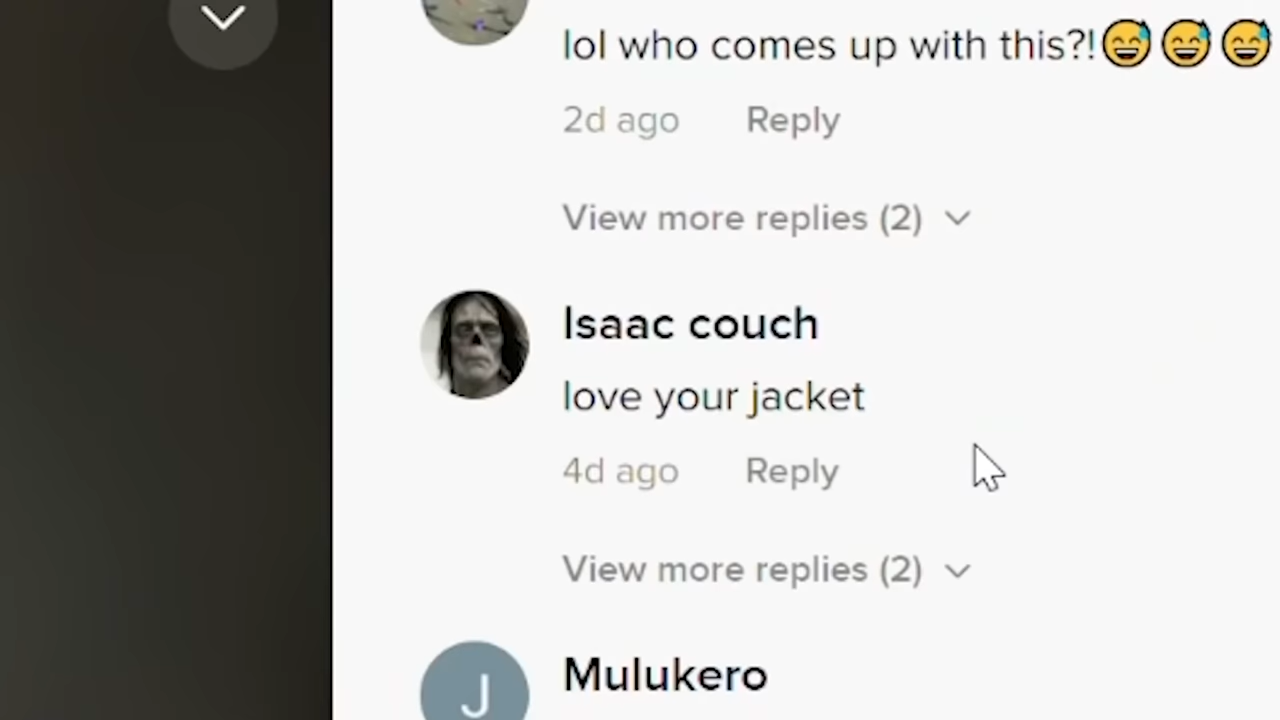 lol who comes up with this?!😅😅😅
2d ago Reply
View more replies (2)
Isaac couch
love your jacket
4d ago Reply
View more replies (2)
J
Mulukero